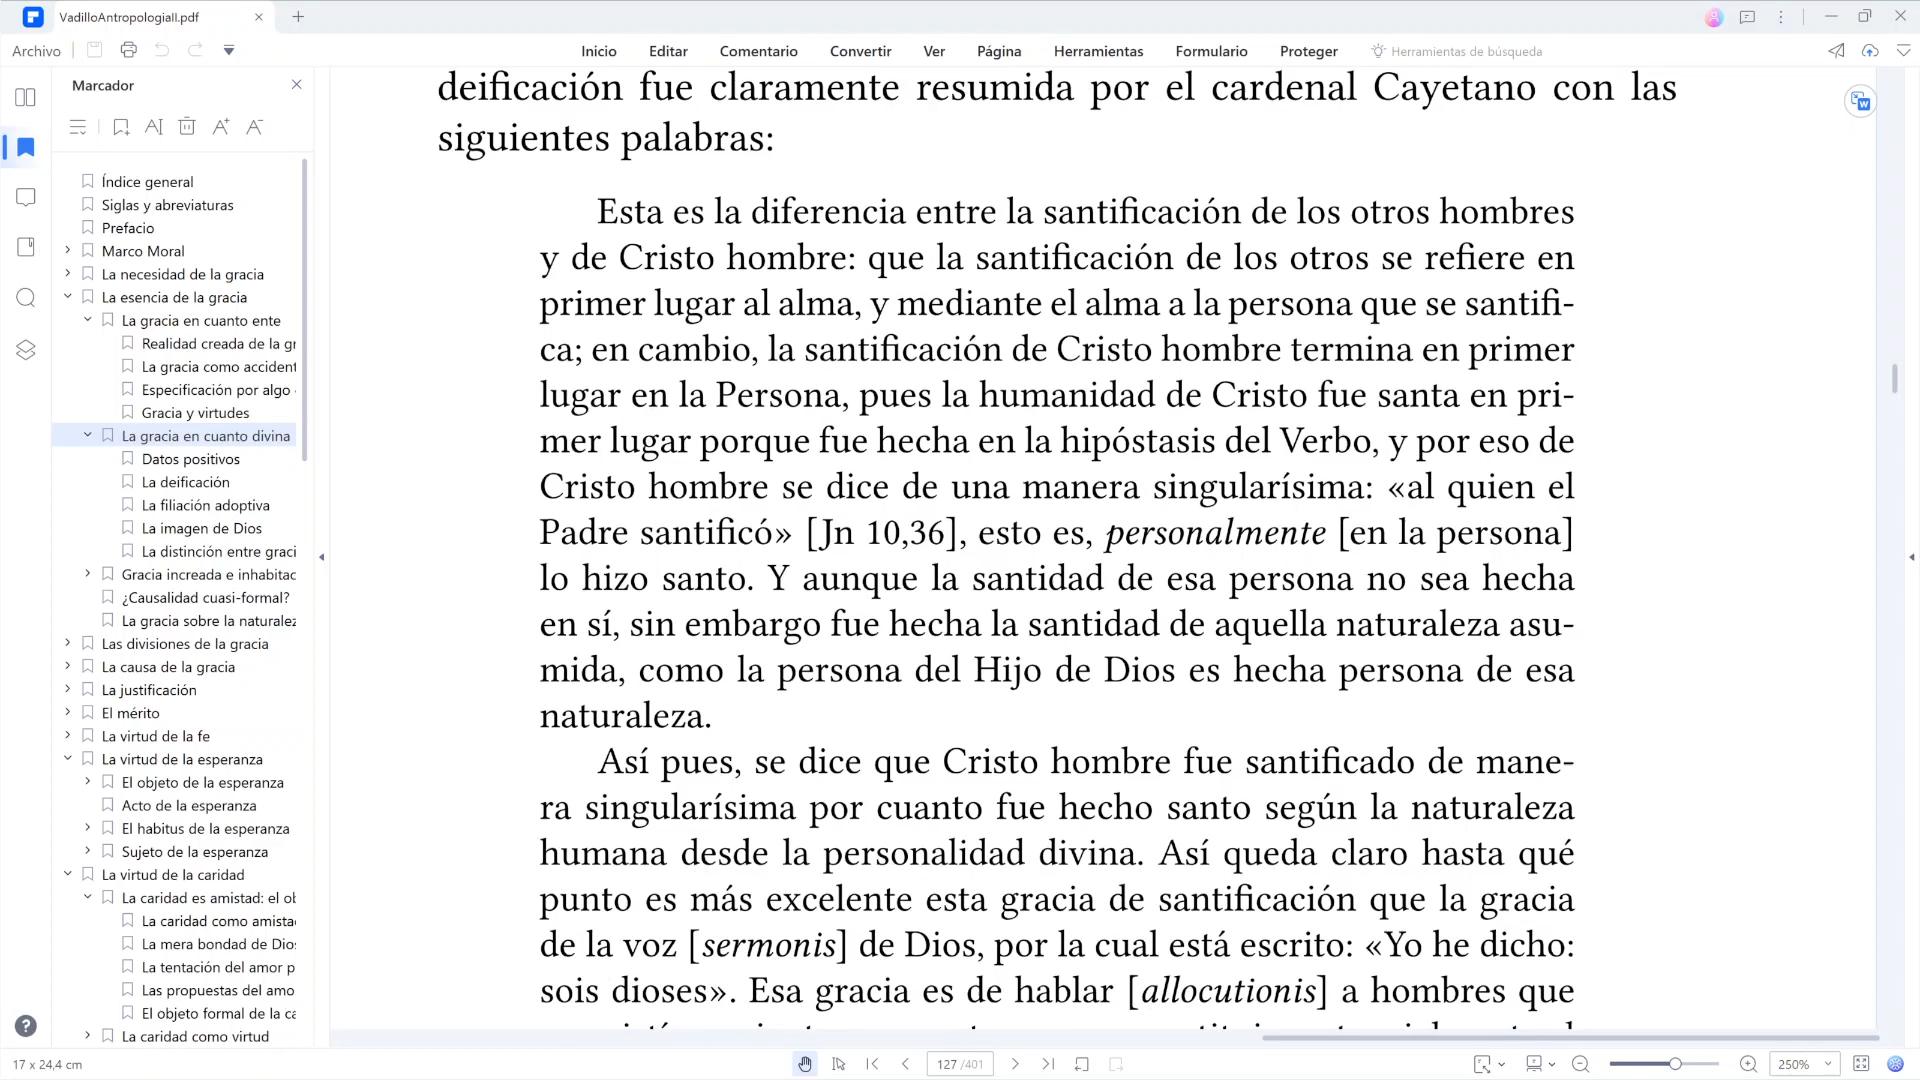 VadilloAntropologiaII.pdf
Archivo
Inicio
Editar
Comentario
Convertir
Ver
Página
Herramientas
Formulario
Proteger
Herramientas de búsqueda
Marcador
Índice general
Siglas y abreviaturas
Prefacio
Marco Moral
La necesidad de la gracia
La esencia de la gracia
La gracia en cuanto ente
Realidad creada de la gr
La gracia como accident
Especificación por algo
Gracia y virtudes
La gracia en cuanto divina
Datos positivos
La deificación
La filiación adoptiva
La imagen de Dios
La distinción entre graci
Gracia increada e inhabitac
¿Causalidad cuasi-formal?
La gracia sobre la naturalez
Las divisiones de la gracia
La causa de la gracia
La justificación
El mérito
La virtud de la fe
La virtud de la esperanza
El objeto de la esperanza
Acto de la esperanza
El habitus de la esperanza
Sujeto de la esperanza
La virtud de la caridad
La caridad es amistad: el ob
La caridad como amista
La mera bondad de Dio
La tentación del amor p
Las propuestas del amo
El objeto formal de la ca
La caridad como virtud
deificación fue claramente resumida por el cardenal Cayetano con las
siguientes palabras:
Esta es la diferencia entre la santificación de los otros hombres
y de Cristo hombre: que la santificación de los otros se refiere en
primer lugar al alma, y mediante el alma a la persona que se santifi-
ca; en cambio, la santificación de Cristo hombre termina en primer
lugar en la Persona, pues la humanidad de Cristo fue santa en pri-
mer lugar porque fue hecha en la hipóstasis del Verbo, y por eso de
Cristo hombre se dice de una manera singularísima: «al quien el
Padre santificó» [Jn 10,36], esto es, personalmente [en la persona]
lo hizo santo. Y aunque la santidad de esa persona no sea hecha
en sí, sin embargo fue hecha la santidad de aquella naturaleza asu-
mida, como la persona del Hijo de Dios es hecha persona de esa
naturaleza.
Así pues, se dice que Cristo hombre fue santificado de mane-
ra singularísima por cuanto fue hecho santo según la naturaleza
humana desde la personalidad divina. Así queda claro hasta qué
punto es más excelente esta gracia de santificación que la gracia
de la voz [sermonis] de Dios, por la cual está escrito: «Yo he dicho:
sois dioses». Esa gracia es de hablar [allocutionis] a hombres que
17 x 24,4 cm
127 /401
250%